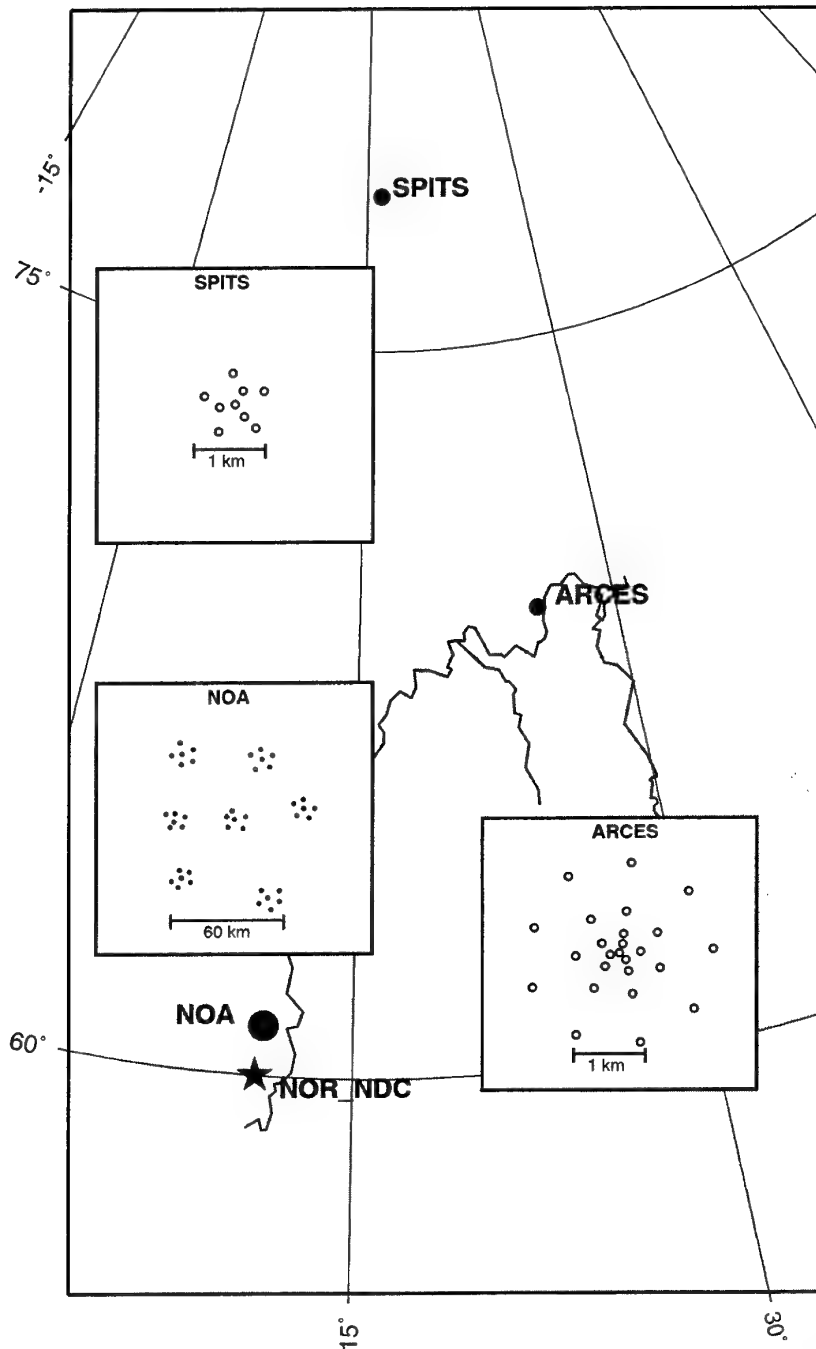 -15°
SPITS
75°
SPITS
1 km
ARCES
NOA
60 km
ARCES
1 km
NOA
60°
NOR_NDC
15°
30°